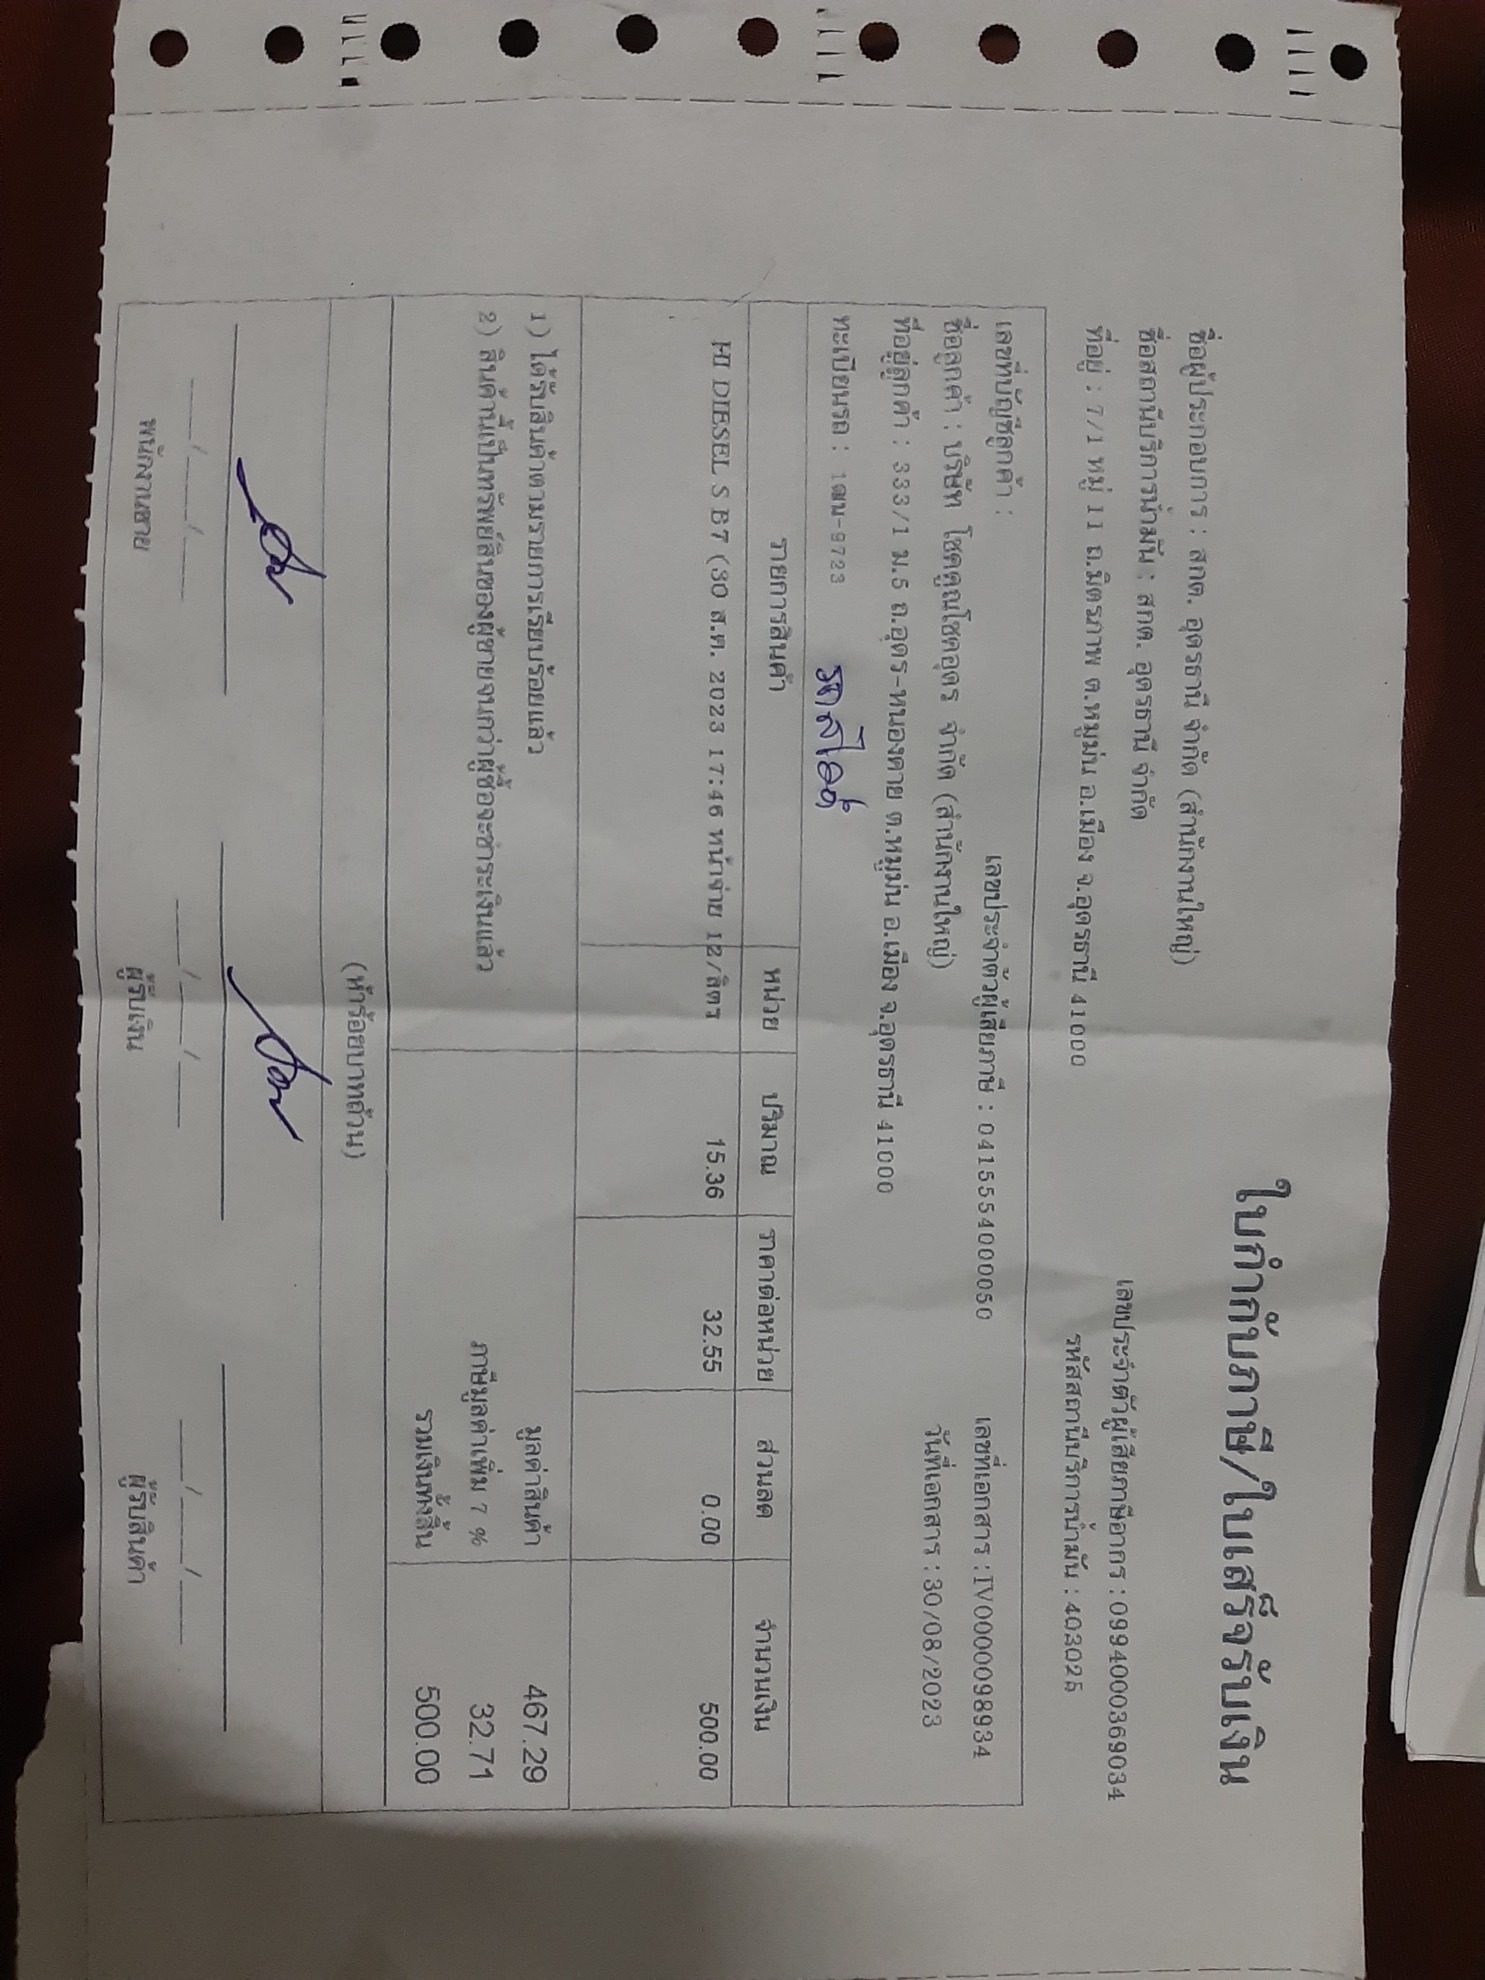 ใบกำกับภาษี/ใบเสร็จรับเงิน
ชื่อผู้ประกอบการ : สกต. อุดรธานี จำกัด (สำนักงานใหญ่)
เลขประจำตัวผู้เสียภาษีอากร : 0994000369034
ชื่อสถานีบริการน้ำมัน : สกต. อุดรธานี จำกัด
รหัสสถานีบริการน้ำมัน : 403025
ที่อยู่ : 7/1 หมู่ 11 ถ.มิตรภาพ ต.หมูม่น อ.เมือง จ.อุดรธานี 41000
เลขที่บัญชีลูกค้า : เลขประจำตัวผู้เสียภาษี : 0415554000050 เลขที่เอกสาร : IV0000098934
ชื่อลูกค้า : บริษัท โชคคูณโชคอุดร จำกัด (สำนักงานใหญ่) วันที่เอกสาร : 30/08/2023
ที่อยู่ลูกค้า : 333/1 ม.5 ถ.อุดร-หนองคาย ต.หมูม่น อ.เมือง จ.อุดรธานี 41000
ทะเบียนรถ : 1ฒม-9723
รายการสินค้า หน่วย ปริมาณ ราคาต่อหน่วย ส่วนลด จำนวนเงิน
HI DIESEL S B7 (30 ส.ค. 2023 17:46 หน้าจ่าย 12/ลิตร 15.36 32.55 0.00 500.00
1) ได้รับสินค้าตามรายการเรียบร้อยแล้ว มูลค่าสินค้า 467.29
2) สินค้านี้เป็นทรัพย์สินของผู้ขายจนกว่าผู้ซื้อจะชำระเงินแล้ว ภาษีมูลค่าเพิ่ม 7 % 32.71
รวมเงินทั้งสิ้น 500.00
(ห้าร้อยบาทถ้วน)
___/___/___ ___/___/___ ___/___/___
พนักงานขาย ผู้รับเงิน ผู้รับสินค้า